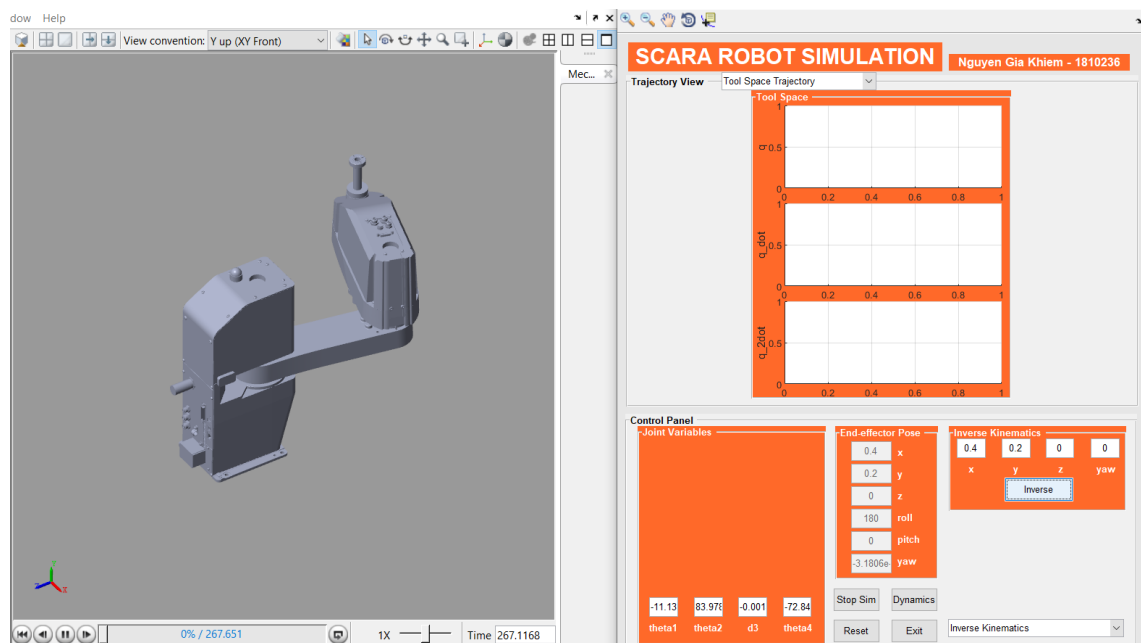 dow Help
View convention: Y up (XY Front)
Mec...
0% / 267.651
1X
Time 267.1168
SCARA ROBOT SIMULATION
Nguyen Gia Khiem - 1810236
Trajectory View
Tool Space Trajectory
Tool Space
1
q 0.5
0
0 0.2 0.4 0.6 0.8 1
1
q_dot 0.5
0
0 0.2 0.4 0.6 0.8 1
1
q_2dot 0.5
0
0 0.2 0.4 0.6 0.8 1
Control Panel
Joint Variables
-11.13 83.978 -0.001 -72.84
theta1 theta2 d3 theta4
End-effector Pose
0.4 x
0.2 y
0 z
180 roll
0 pitch
-3.1806e- yaw
Inverse Kinematics
0.4 0.2 0 0
x y z yaw
Inverse
Stop Sim Dynamics
Reset Exit
Inverse Kinematics